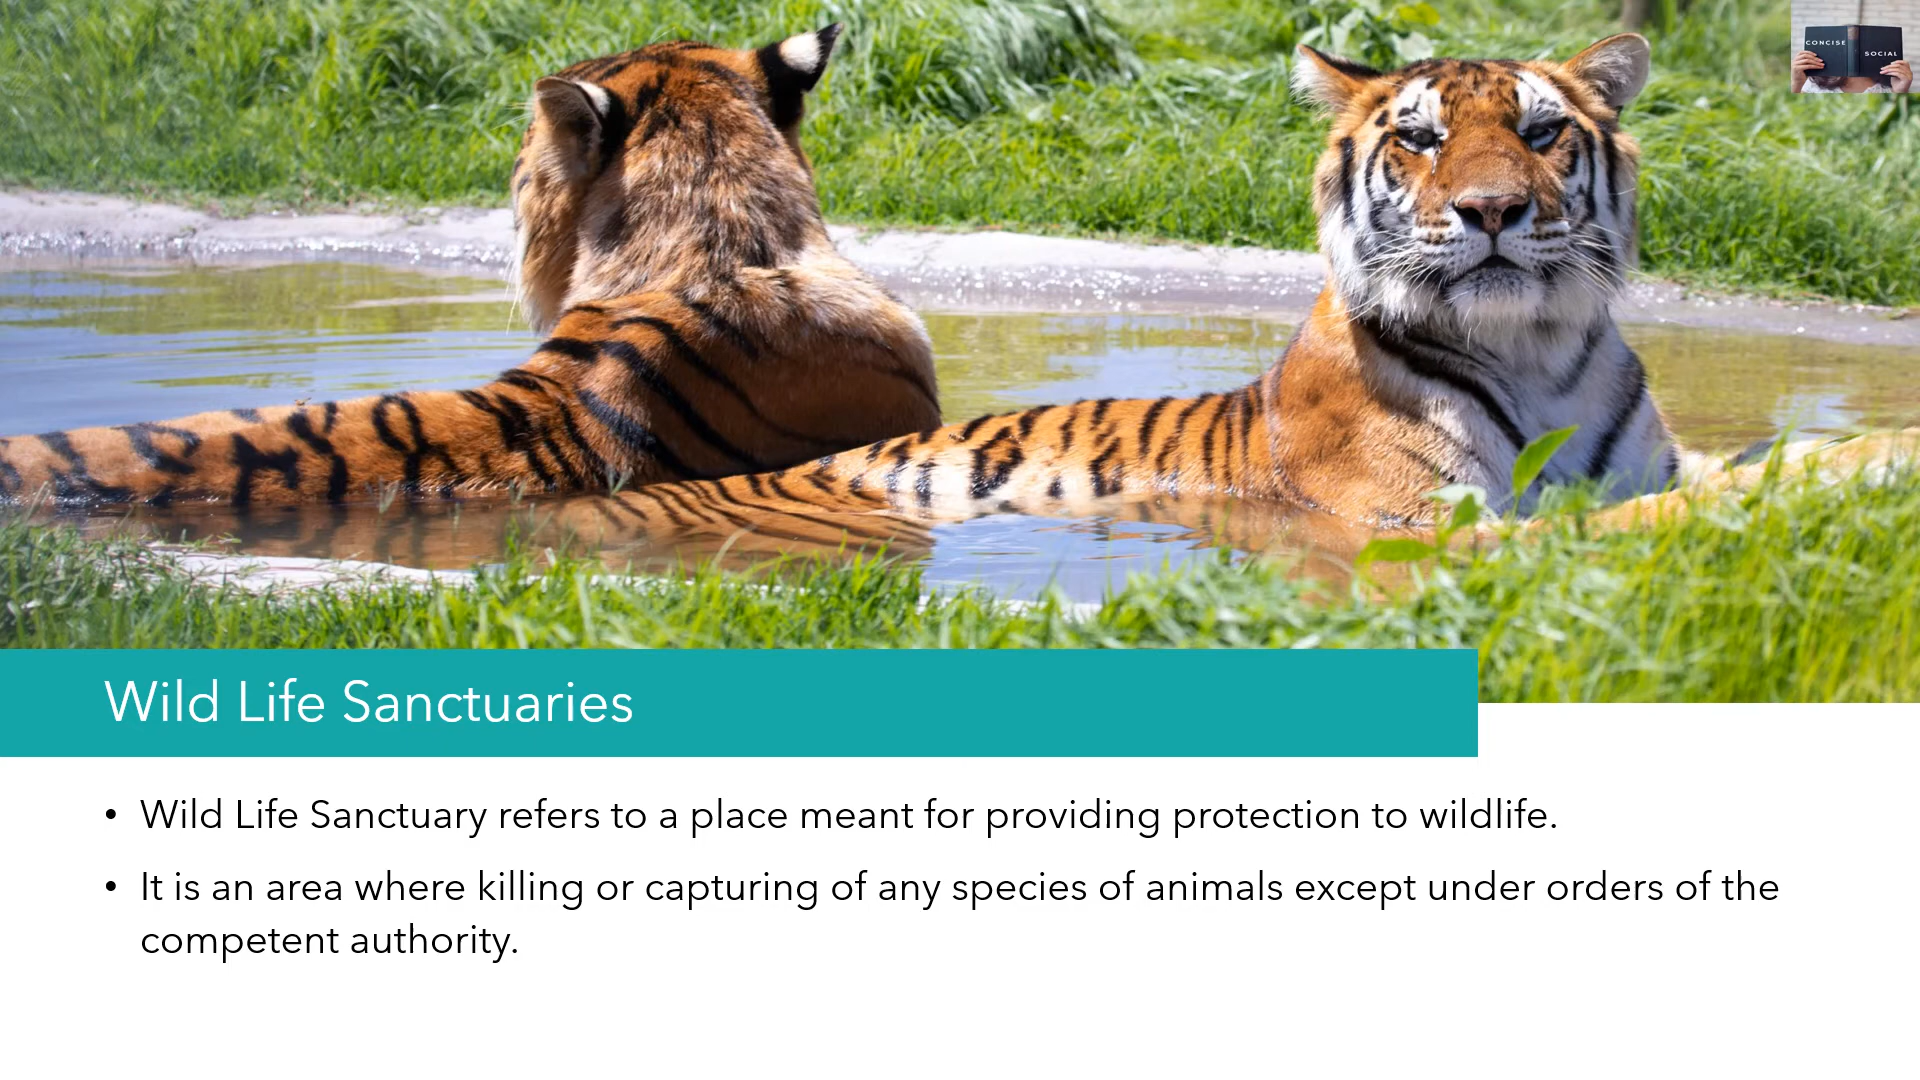 CONCISE SOCIAL
Wild Life Sanctuaries
• Wild Life Sanctuary refers to a place meant for providing protection to wildlife.
• It is an area where killing or capturing of any species of animals except under orders of the
competent authority.